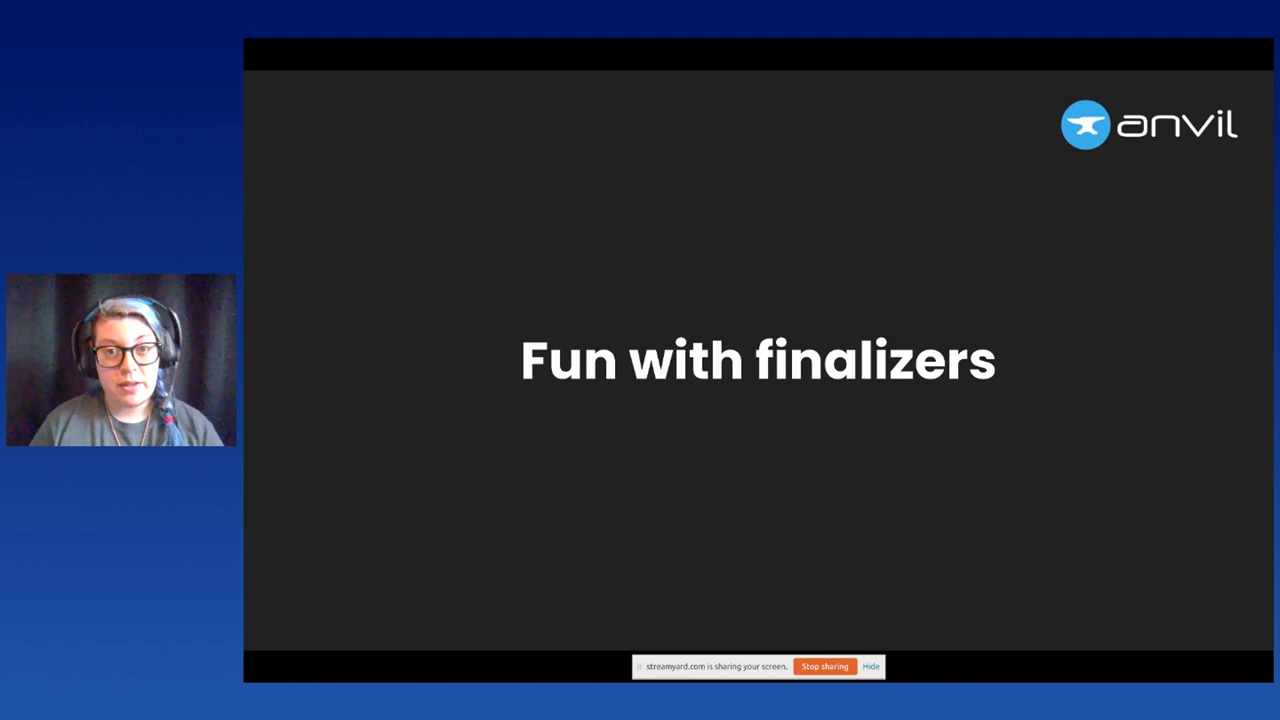 anvil
Fun with finalizers
streamyard.com is sharing your screen.
Stop sharing
Hide